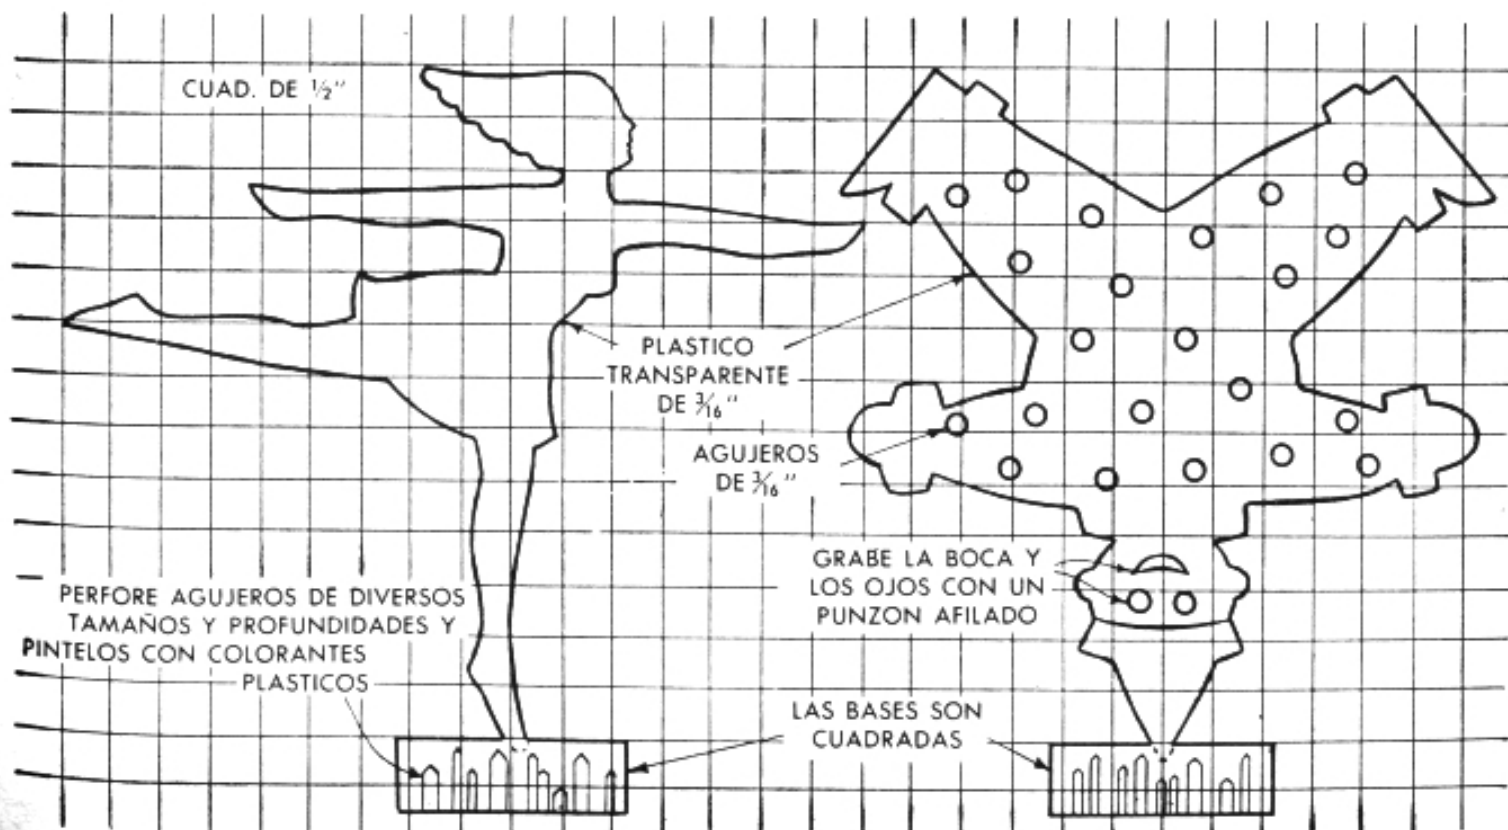 CUAD. DE ½"
PLASTICO
TRANSPARENTE
DE 3/16"
AGUJEROS
DE 3/16"
GRABE LA BOCA Y
LOS OJOS CON UN
PUNZON AFILADO
PERFORE AGUJEROS DE DIVERSOS
TAMAÑOS Y PROFUNDIDADES Y
PINTELOS CON COLORANTES
PLASTICOS
LAS BASES SON
CUADRADAS